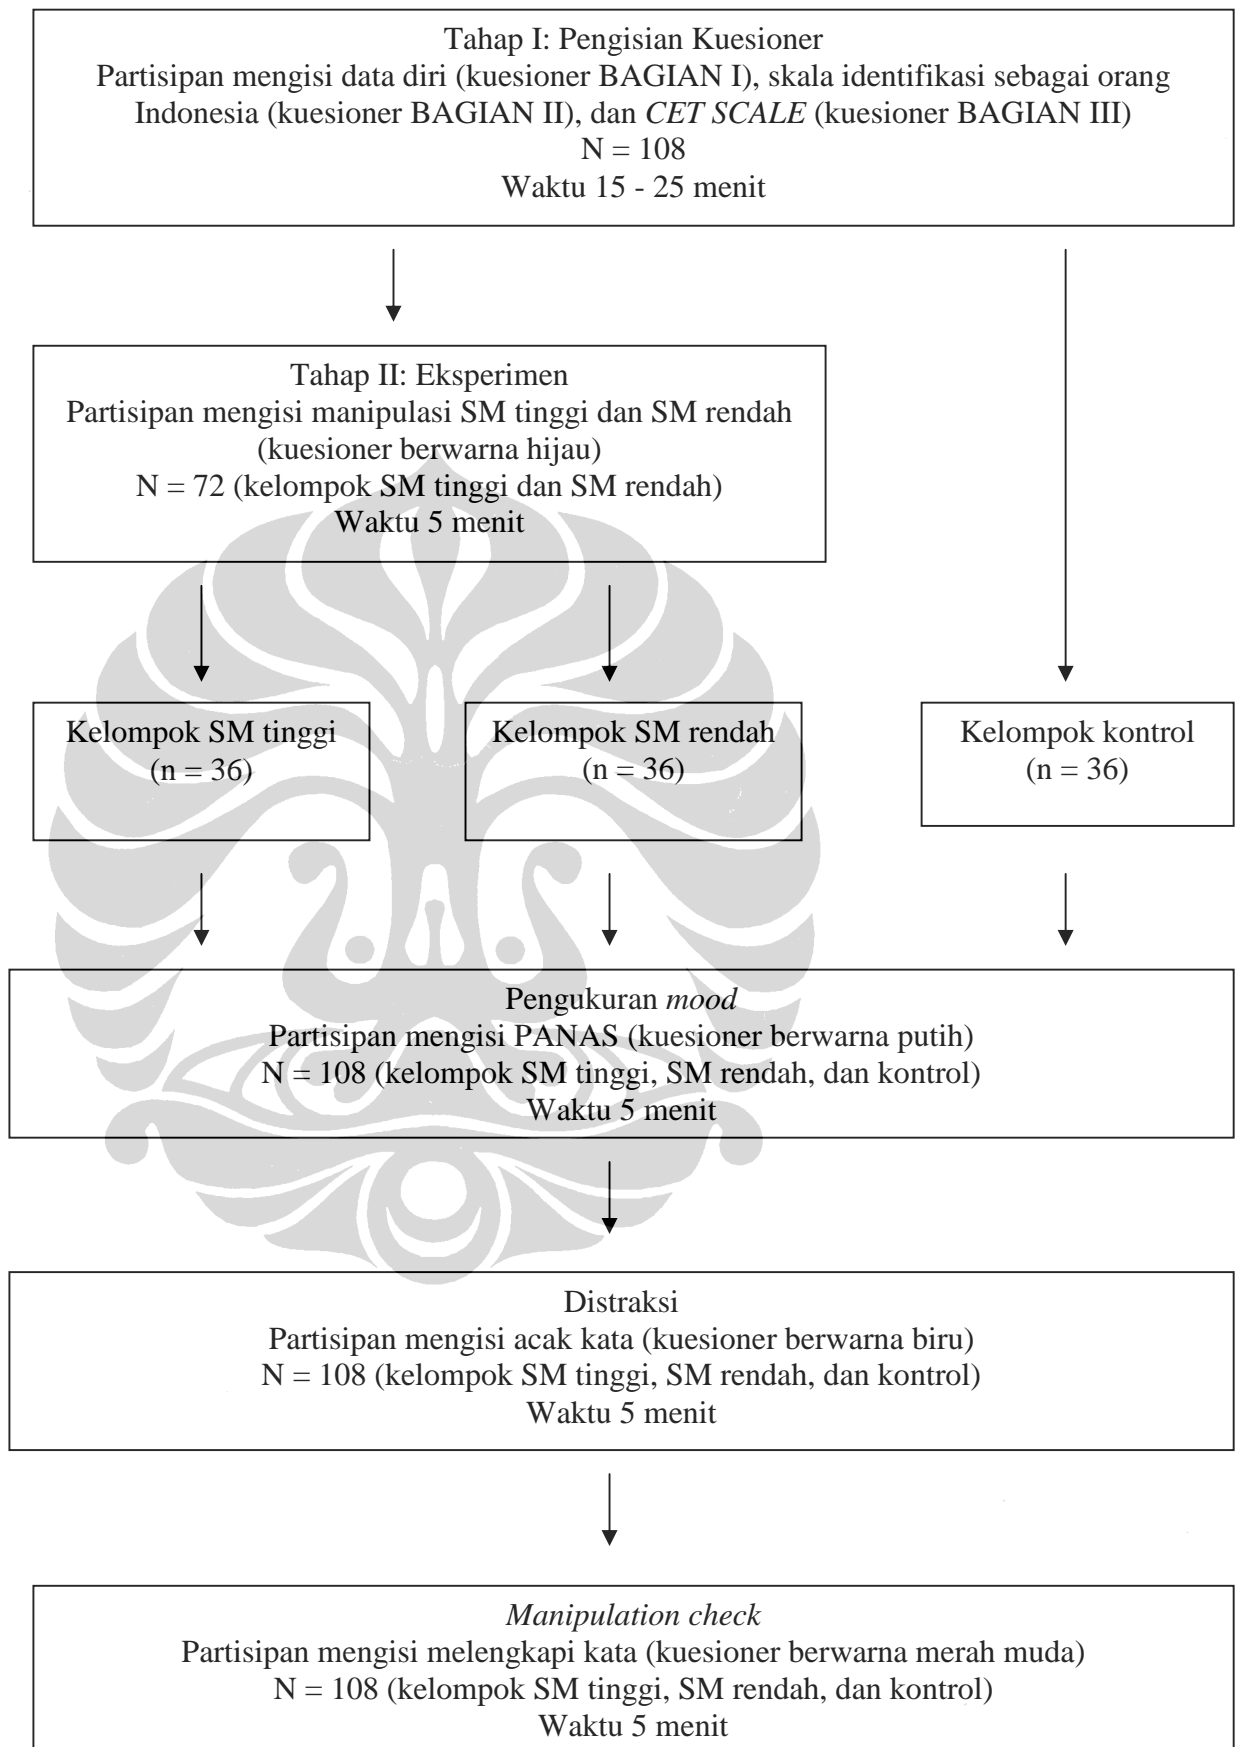 Tahap I: Pengisian Kuesioner
Partisipan mengisi data diri (kuesioner BAGIAN I), skala identifikasi sebagai orang
Indonesia (kuesioner BAGIAN II), dan CET SCALE (kuesioner BAGIAN III)
N = 108
Waktu 15 - 25 menit
Tahap II: Eksperimen
Partisipan mengisi manipulasi SM tinggi dan SM rendah
(kuesioner berwarna hijau)
N = 72 (kelompok SM tinggi dan SM rendah)
Waktu 5 menit
Kelompok SM tinggi
(n = 36)
Kelompok SM rendah
(n = 36)
Kelompok kontrol
(n = 36)
Pengukuran mood
Partisipan mengisi PANAS (kuesioner berwarna putih)
N = 108 (kelompok SM tinggi, SM rendah, dan kontrol)
Waktu 5 menit
Distraksi
Partisipan mengisi acak kata (kuesioner berwarna biru)
N = 108 (kelompok SM tinggi, SM rendah, dan kontrol)
Waktu 5 menit
Manipulation check
Partisipan mengisi melengkapi kata (kuesioner berwarna merah muda)
N = 108 (kelompok SM tinggi, SM rendah, dan kontrol)
Waktu 5 menit